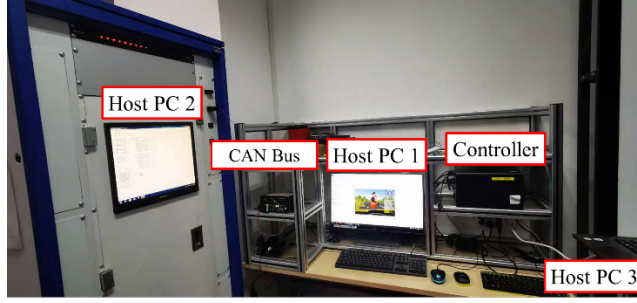 Host PC 2
CAN Bus
Host PC 1
Controller
Host PC 3